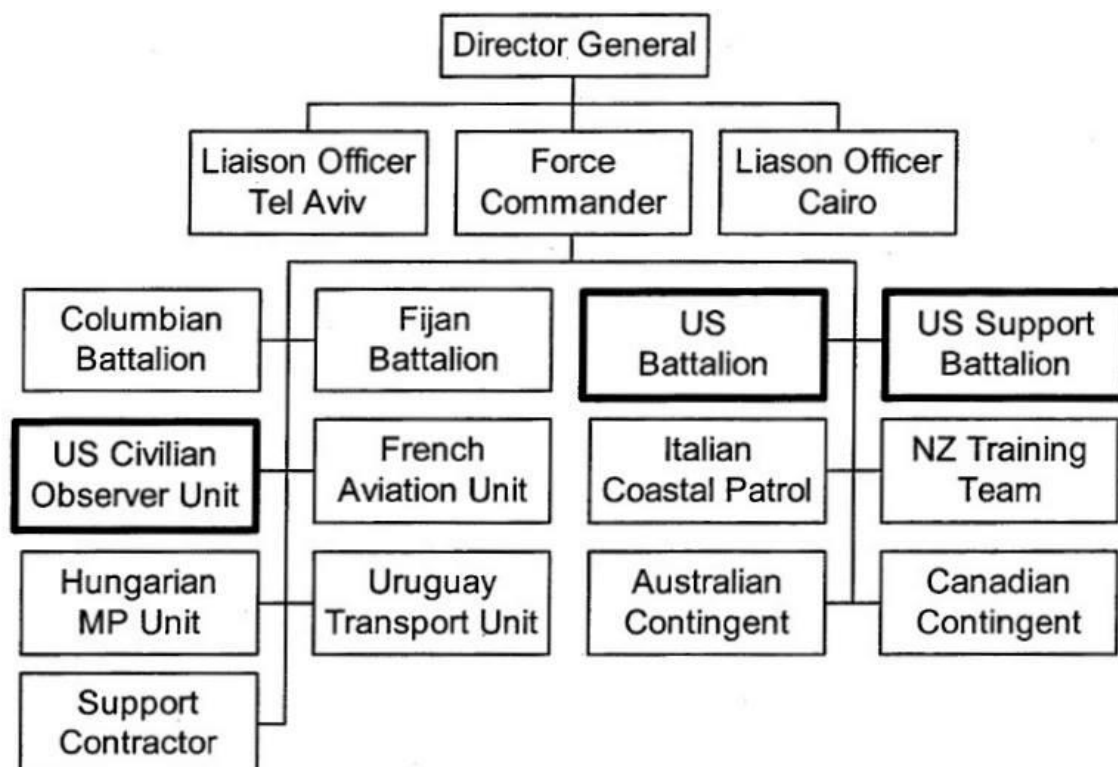 Director General
Liaison Officer
Tel Aviv
Force
Commander
Liason Officer
Cairo
Columbian
Battalion
Fijan
Battalion
US
Battalion
US Support
Battalion
US Civilian
Observer Unit
French
Aviation Unit
Italian
Coastal Patrol
NZ Training
Team
Hungarian
MP Unit
Uruguay
Transport Unit
Australian
Contingent
Canadian
Contingent
Support
Contractor